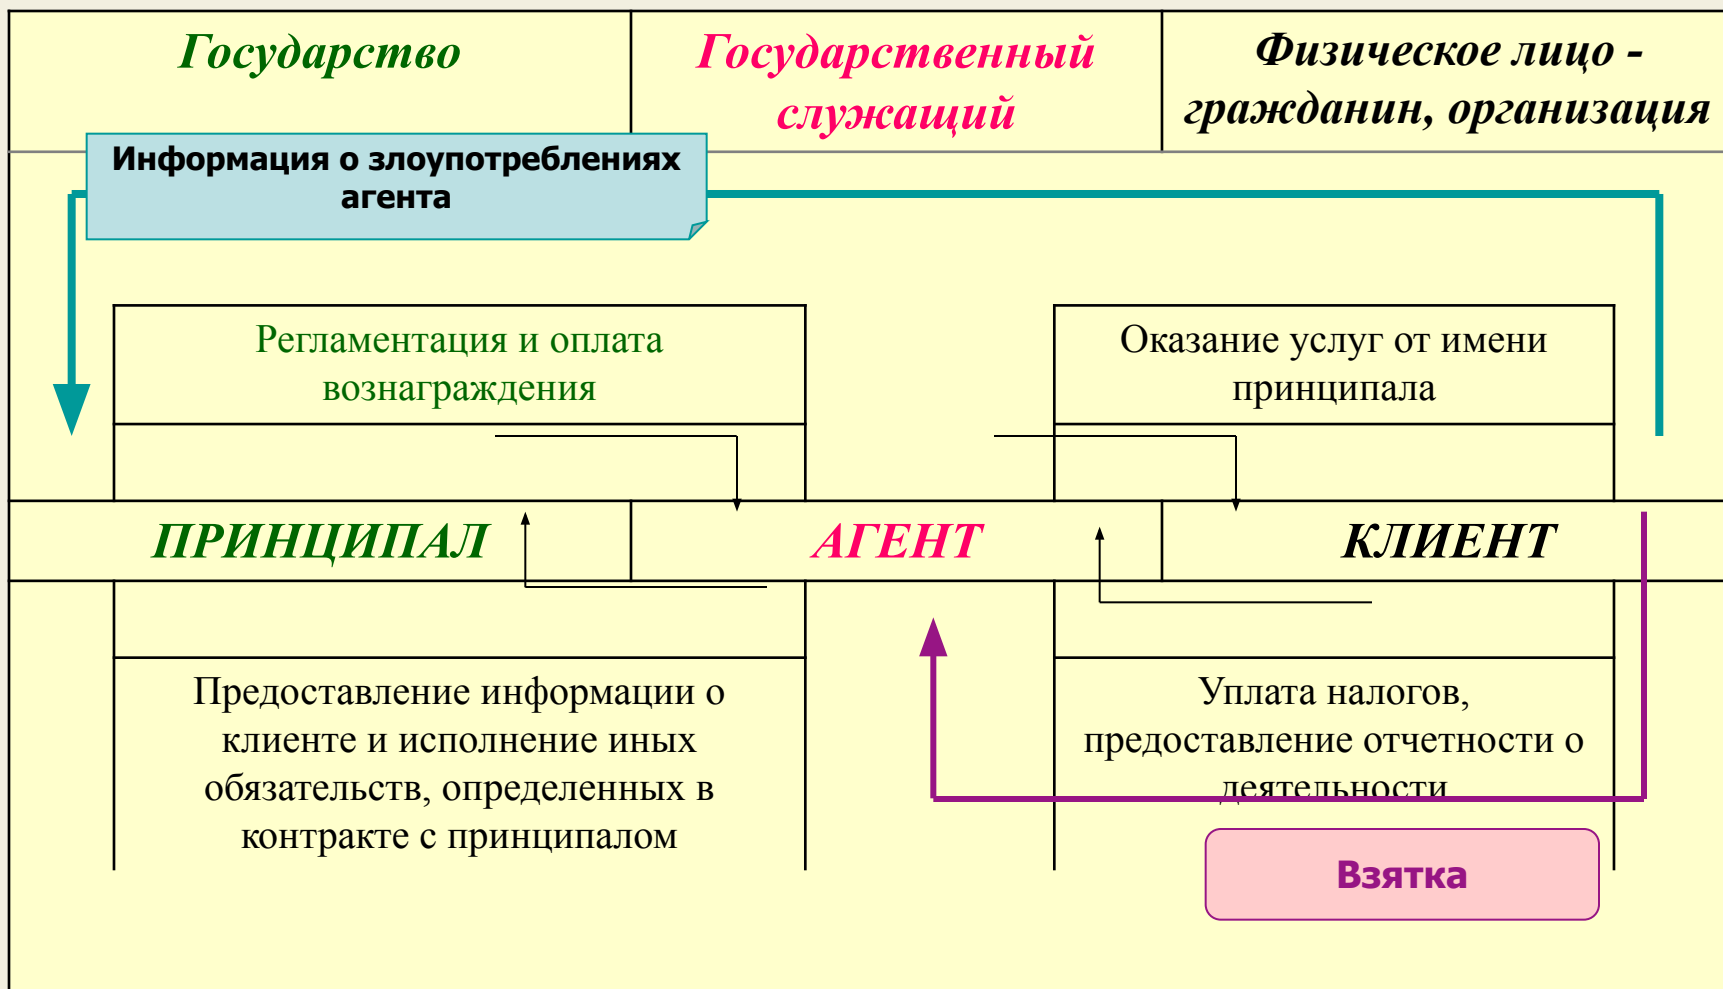 Государство
Государственный
служащий
Физическое лицо -
гражданин, организация
Информация о злоупотреблениях
агента
Регламентация и оплата
вознаграждения
Оказание услуг от имени
принципала
ПРИНЦИПАЛ
АГЕНТ
КЛИЕНТ
Предоставление информации о
клиенте и исполнение иных
обязательств, определенных в
контракте с принципалом
Уплата налогов,
предоставление отчетности о
деятельности
Взятка